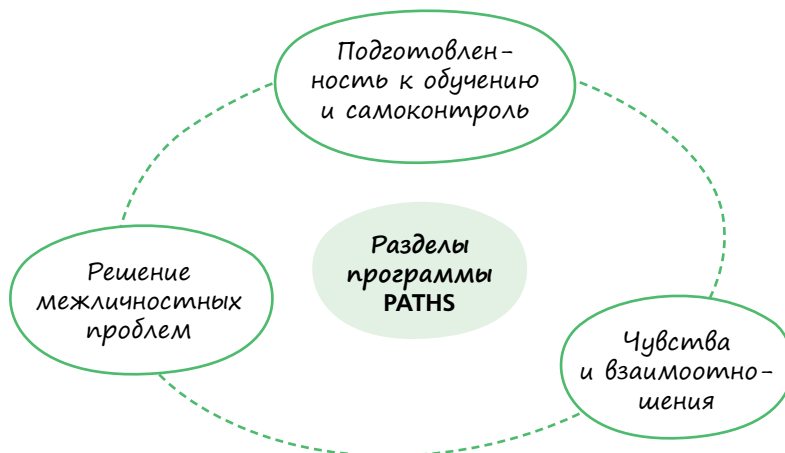 Подготовлен-
ность к обучению
и самоконтроль
Разделы
программы
PATHS
Решение
межличностных
проблем
Чувства
и взаимоотно-
шения